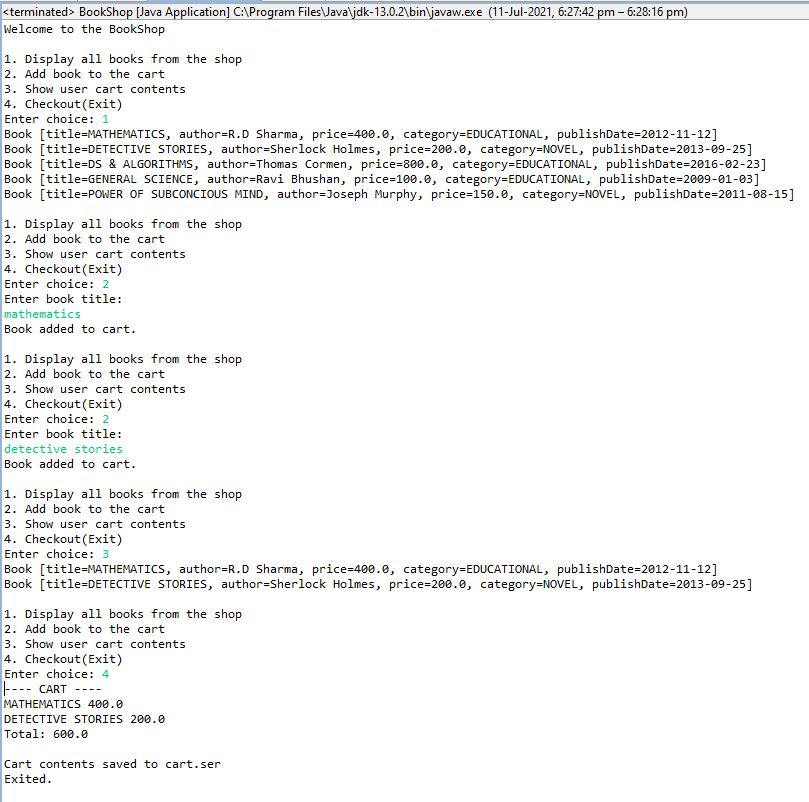 <terminated> BookShop [Java Application] C:\Program Files\Java\jdk-13.0.2\bin\javaw.exe (11-Jul-2021, 6:27:42 pm – 6:28:16 pm)
Welcome to the BookShop
1. Display all books from the shop
2. Add book to the cart
3. Show user cart contents
4. Checkout(Exit)
Enter choice: 1
Book [title=MATHEMATICS, author=R.D Sharma, price=400.0, category=EDUCATIONAL, publishDate=2012-11-12]
Book [title=DETECTIVE STORIES, author=Sherlock Holmes, price=200.0, category=NOVEL, publishDate=2013-09-25]
Book [title=DS & ALGORITHMS, author=Thomas Cormen, price=800.0, category=EDUCATIONAL, publishDate=2016-02-23]
Book [title=GENERAL SCIENCE, author=Ravi Bhushan, price=100.0, category=EDUCATIONAL, publishDate=2009-01-03]
Book [title=POWER OF SUBCONCIOUS MIND, author=Joseph Murphy, price=150.0, category=NOVEL, publishDate=2011-08-15]
1. Display all books from the shop
2. Add book to the cart
3. Show user cart contents
4. Checkout(Exit)
Enter choice: 2
Enter book title:
mathematics
Book added to cart.
1. Display all books from the shop
2. Add book to the cart
3. Show user cart contents
4. Checkout(Exit)
Enter choice: 2
Enter book title:
detective stories
Book added to cart.
1. Display all books from the shop
2. Add book to the cart
3. Show user cart contents
4. Checkout(Exit)
Enter choice: 3
Book [title=MATHEMATICS, author=R.D Sharma, price=400.0, category=EDUCATIONAL, publishDate=2012-11-12]
Book [title=DETECTIVE STORIES, author=Sherlock Holmes, price=200.0, category=NOVEL, publishDate=2013-09-25]
1. Display all books from the shop
2. Add book to the cart
3. Show user cart contents
4. Checkout(Exit)
Enter choice: 4
---- CART ----
MATHEMATICS 400.0
DETECTIVE STORIES 200.0
Total: 600.0
Cart contents saved to cart.ser
Exited.